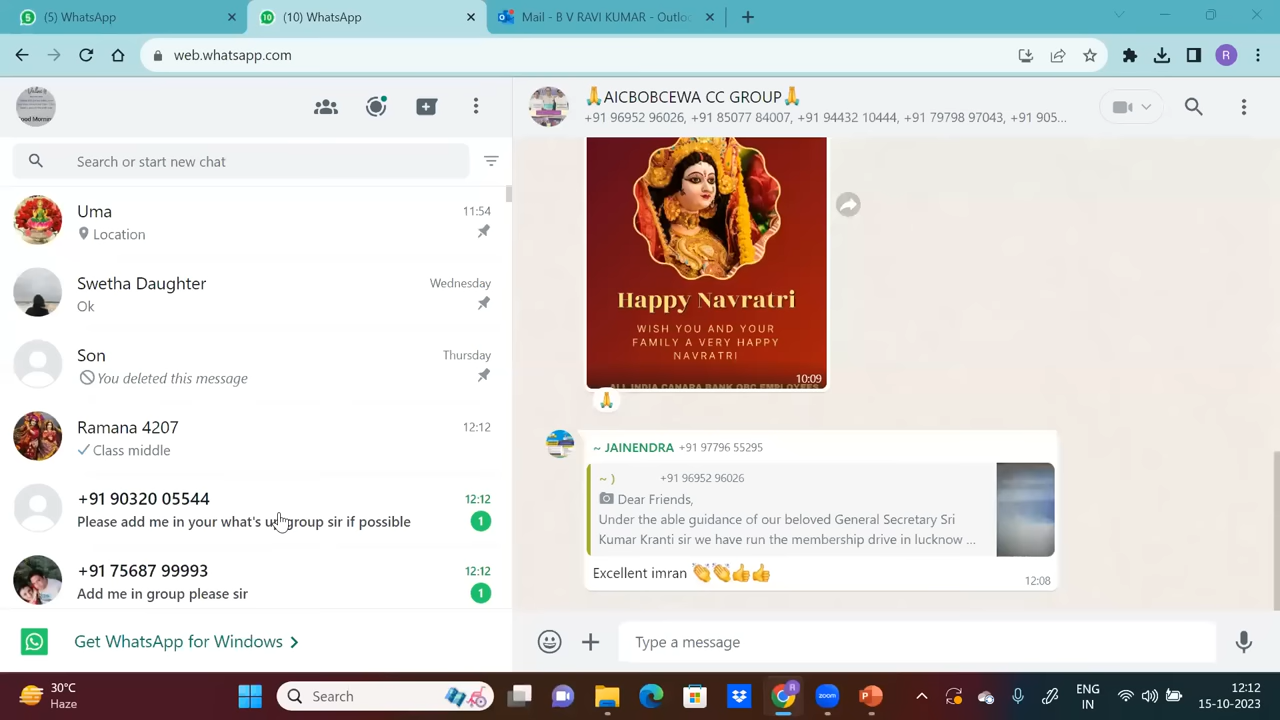 (5) WhatsApp
(10) WhatsApp
Mail - B V RAVI KUMAR - Outlo
web.whatsapp.com
R
Search or start new chat
Uma
11:54
Location
Swetha Daughter
Wednesday
Ok
Son
Thursday
You deleted this message
Ramana 4207
12:12
Class middle
+91 90320 05544
12:12
Please add me in your what's up group sir if possible
1
+91 75687 99993
12:12
Add me in group please sir
1
Get WhatsApp for Windows
🙏AICBOBCEWA CC GROUP🙏
+91 96952 96026, +91 85077 84007, +91 94432 10444, +91 79798 97043, +91 905...
Happy Navratri
WISH YOU AND YOUR
FAMILY A VERY HAPPY
NAVRATRI
10:09
ALL INDIA CANARA BANK OBC EMPLOYEES
🙏
~ JAINENDRA +91 97796 55295
~ ) +91 96952 96026
Dear Friends,
Under the able guidance of our beloved General Secretary Sri
Kumar Kranti sir we have run the membership drive in lucknow ...
Excellent imran 👏👏👍👍
12:08
Type a message
30°C
Haze
Search
zoom
ENG
IN
12:12
15-10-2023